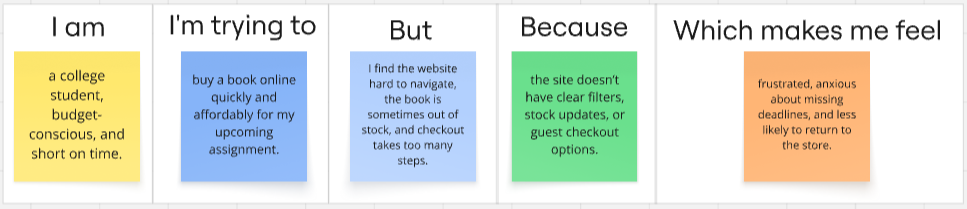 I am
a college
student,
budget-
conscious, and
short on time.
I'm trying to
buy a book online
quickly and
affordably for my
upcoming
assignment.
But
I find the website
hard to navigate,
the book is
sometimes out of
stock, and checkout
takes too many
steps.
Because
the site doesn't
have clear filters,
stock updates, or
guest checkout
options.
Which makes me feel
frustrated, anxious
about missing
deadlines, and less
likely to return to
the store.